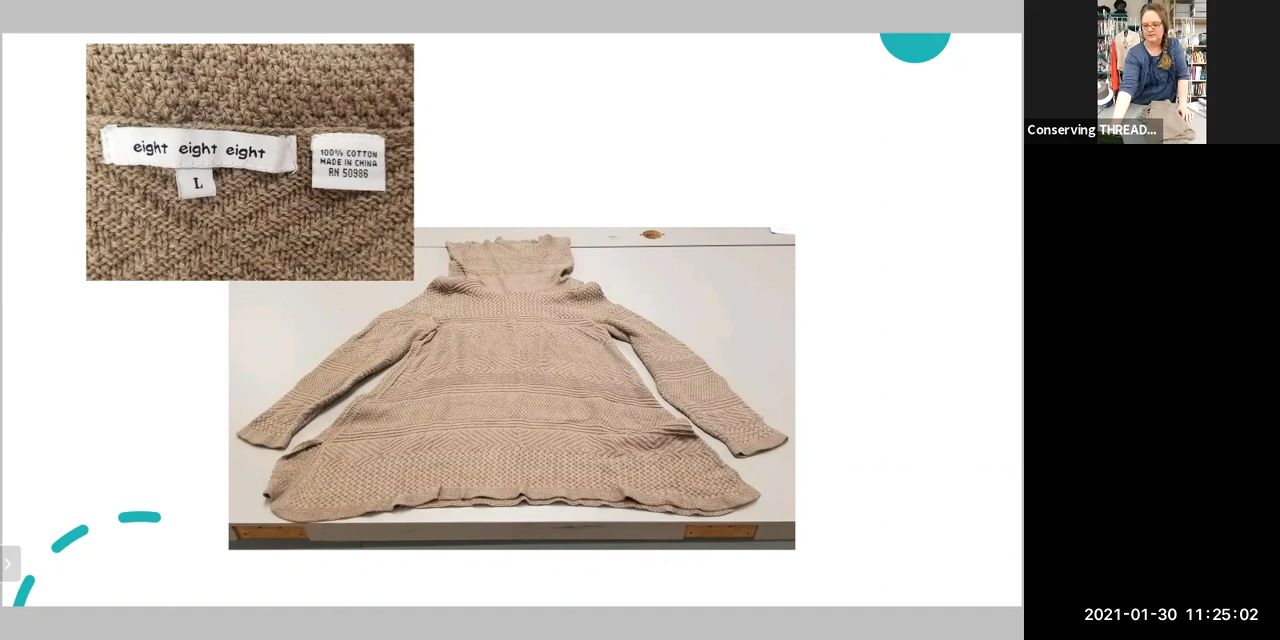 eight eight eight
L
100% COTTON
MADE IN CHINA
RN 50986
Conserving THREAD...
2021-01-30 11:25:02